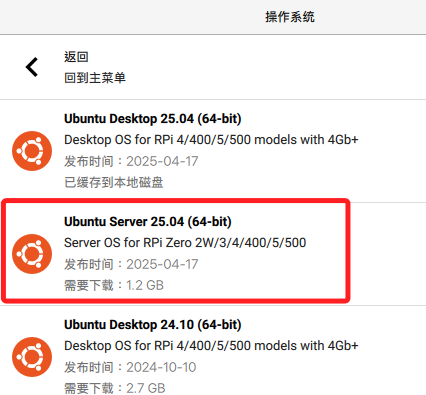 操作系统
返回
回到主菜单
Ubuntu Desktop 25.04 (64-bit)
Desktop OS for RPi 4/400/5/500 models with 4Gb+
发布时间：2025-04-17
已缓存到本地磁盘
Ubuntu Server 25.04 (64-bit)
Server OS for RPi Zero 2W/3/4/400/5/500
发布时间：2025-04-17
需要下载：1.2 GB
Ubuntu Desktop 24.10 (64-bit)
Desktop OS for RPi 4/400/5/500 models with 4Gb+
发布时间：2024-10-10
需要下载：2.7 GB